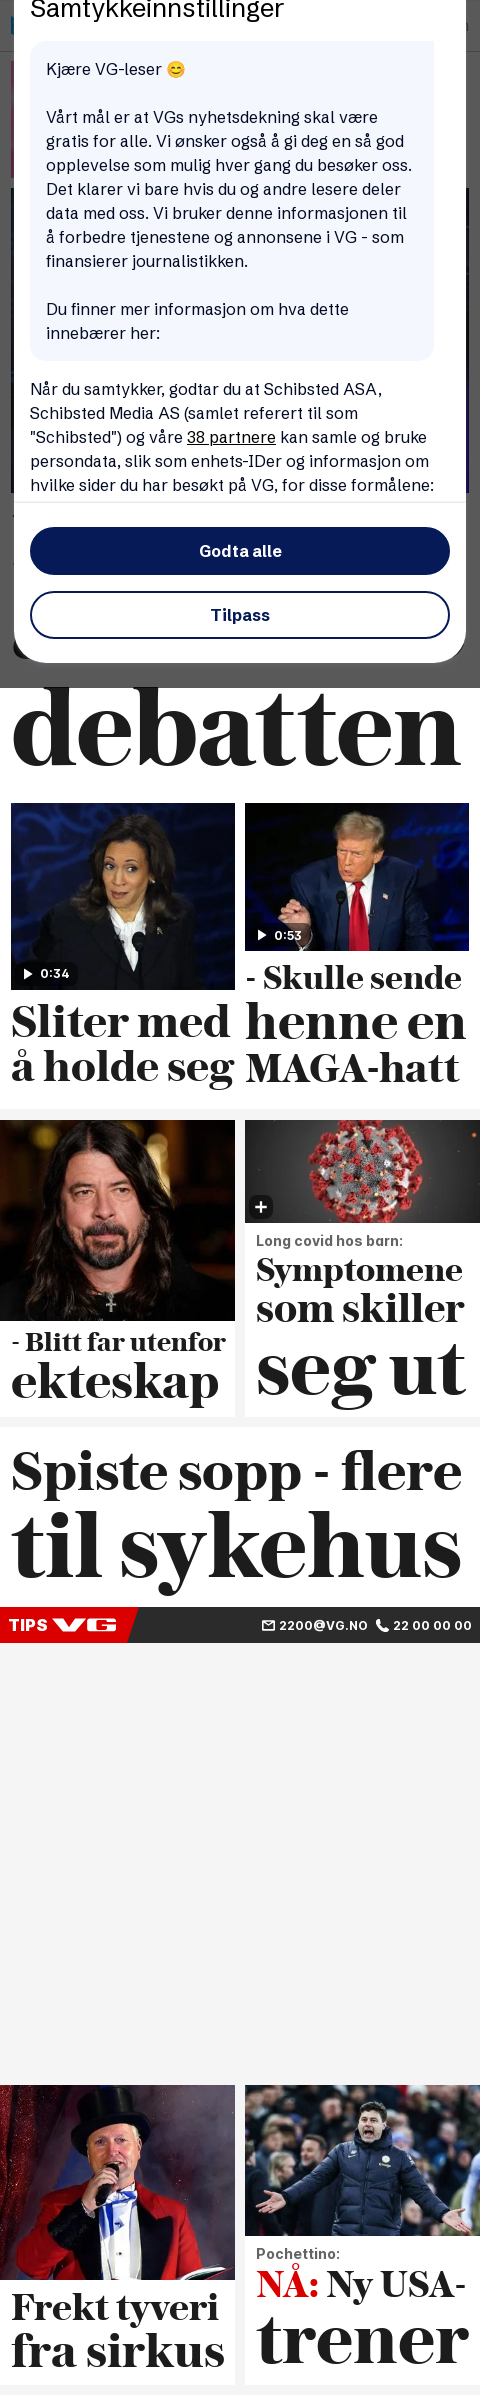 Samtykkeinnstillinger
Kjære VG-leser 😊
Vårt mål er at VGs nyhetsdekning skal være
gratis for alle. Vi ønsker også å gi deg en så god
opplevelse som mulig hver gang du besøker oss.
Det klarer vi bare hvis du og andre lesere deler
data med oss. Vi bruker denne informasjonen til
å forbedre tjenestene og annonsene i VG - som
finansierer journalistikken.
Du finner mer informasjon om hva dette
innebærer her:
Når du samtykker, godtar du at Schibsted ASA,
Schibsted Media AS (samlet referert til som
"Schibsted") og våre 38 partnere kan samle og bruke
persondata, slik som enhets-IDer og informasjon om
hvilke sider du har besøkt på VG, for disse formålene:
Godta alle
Tilpass
debatten
0:34
Sliter med
å holde seg
0:53
- Skulle sende
henne en
MAGA-hatt
- Blitt far utenfor
ekteskap
Long covid hos barn:
Symptomene
som skiller
seg ut
Spiste sopp - flere
til sykehus
TIPS VG 2200@VG.NO 22 00 00 00
Frekt tyveri
fra sirkus
Pochettino:
NÅ: Ny USA-
trener